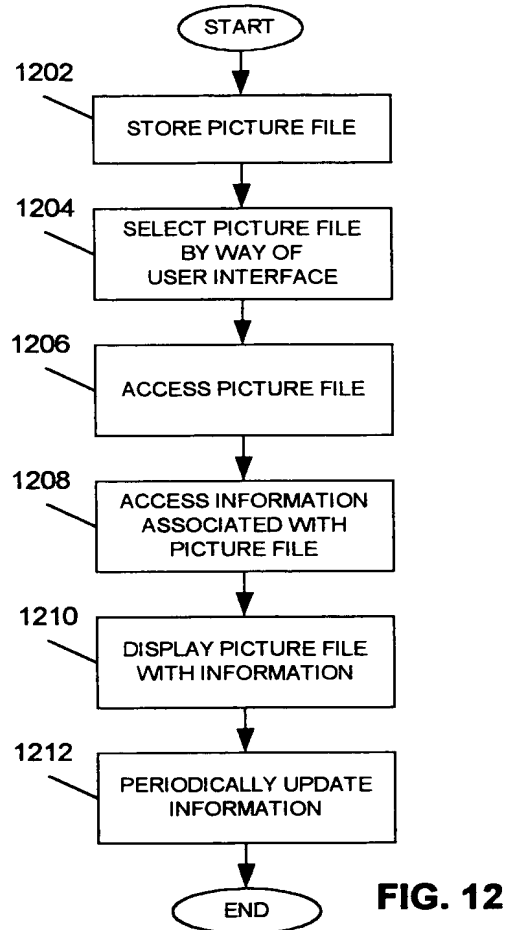 START
1202
STORE PICTURE FILE
1204
SELECT PICTURE FILE
BY WAY OF
USER INTERFACE
1206
ACCESS PICTURE FILE
1208
ACCESS INFORMATION
ASSOCIATED WITH
PICTURE FILE
1210
DISPLAY PICTURE FILE
WITH INFORMATION
1212
PERIODICALLY UPDATE
INFORMATION
END
FIG. 12